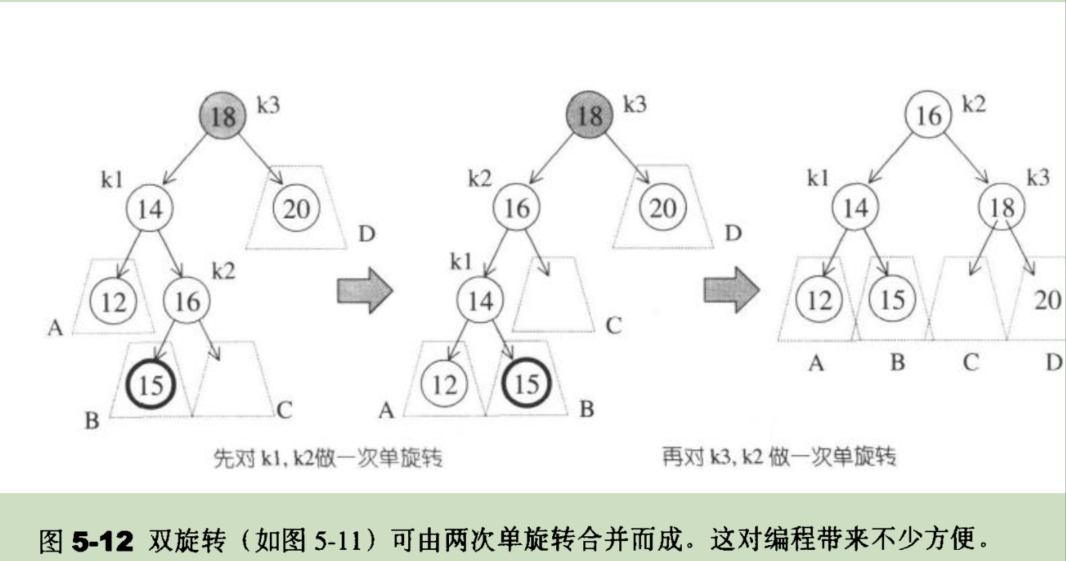 18 k3
k1
14
20
D
k2
12
16
A
15
B
C
18 k3
k2
16
20
D
k1
14
C
12
15
A
B
16 k2
k1
k3
14
18
12
15
20
A B C D
先对 k1, k2做一次单旋转
再对 k3, k2 做一次单旋转
图 5-12 双旋转（如图 5-11）可由两次单旋转合并而成。这对编程带来不少方便。